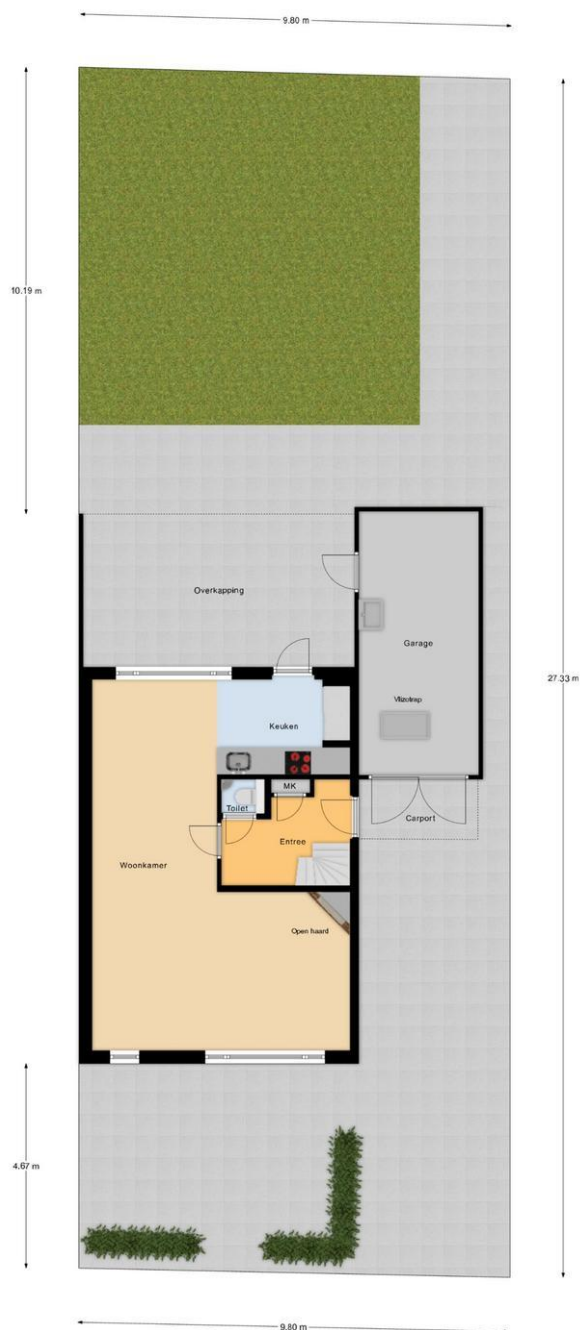 9.80 m
10.19 m
Overkapping
Garage
27.33 m
Vlizotrap
Keuken
MK
Toilet
Carport
Entree
Woonkamer
Open haard
4.67 m
9.80 m